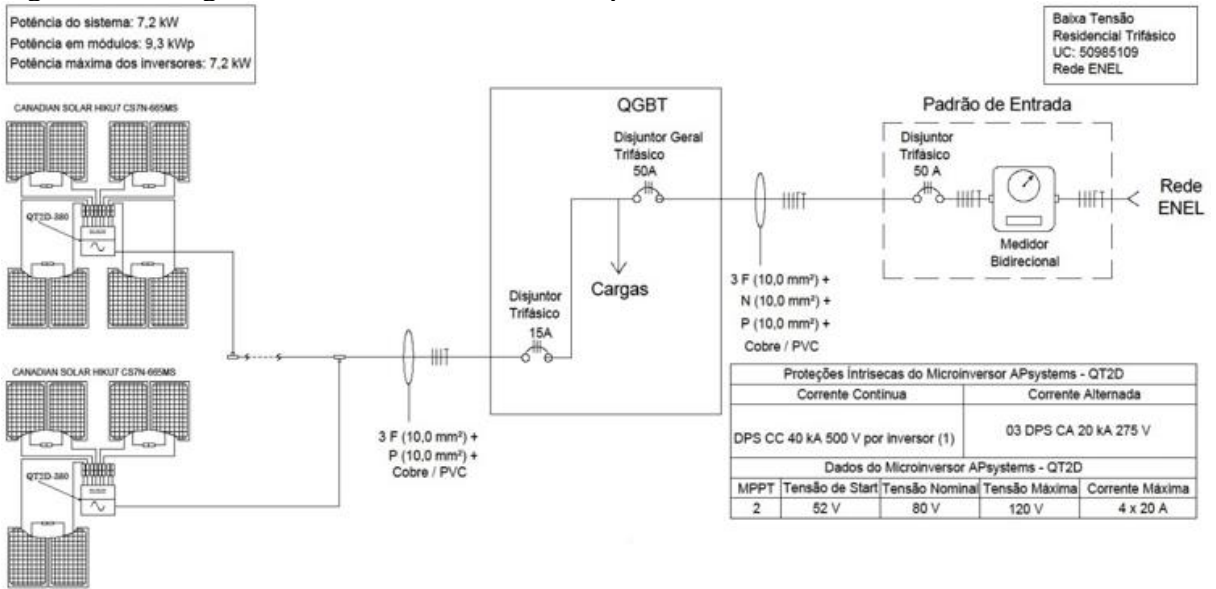 Potência do sistema: 7,2 kW
Potência em módulos: 9,3 kWp
Potência máxima dos inversores: 7,2 kW
Baixa Tensão
Residencial Trifásico
UC: 50985109
Rede ENEL
CANADIAN SOLAR HIKU7 CS7N-665MS
QT2D-380
CANADIAN SOLAR HIKU7 CS7N-665MS
QT2D-380
3 F (10,0 mm²) +
P (10,0 mm²) +
Cobre / PVC
QGBT
Disjuntor Geral
Trifásico
50A
Cargas
Disjuntor
Trifásico
15A
3 F (10,0 mm²) +
N (10,0 mm²) +
P (10,0 mm²) +
Cobre / PVC
Padrão de Entrada
Disjuntor
Trifásico
50 A
Medidor
Bidirecional
Rede
ENEL
Proteções Íntrisecas do Microinversor APsystems - QT2D
Corrente Contínua Corrente Alternada
DPS CC 40 kA 500 V por inversor (1) 03 DPS CA 20 kA 275 V
Dados do Microinversor APsystems - QT2D
MPPT Tensão de Start Tensão Nominal Tensão Máxima Corrente Máxima
2 52 V 80 V 120 V 4 x 20 A